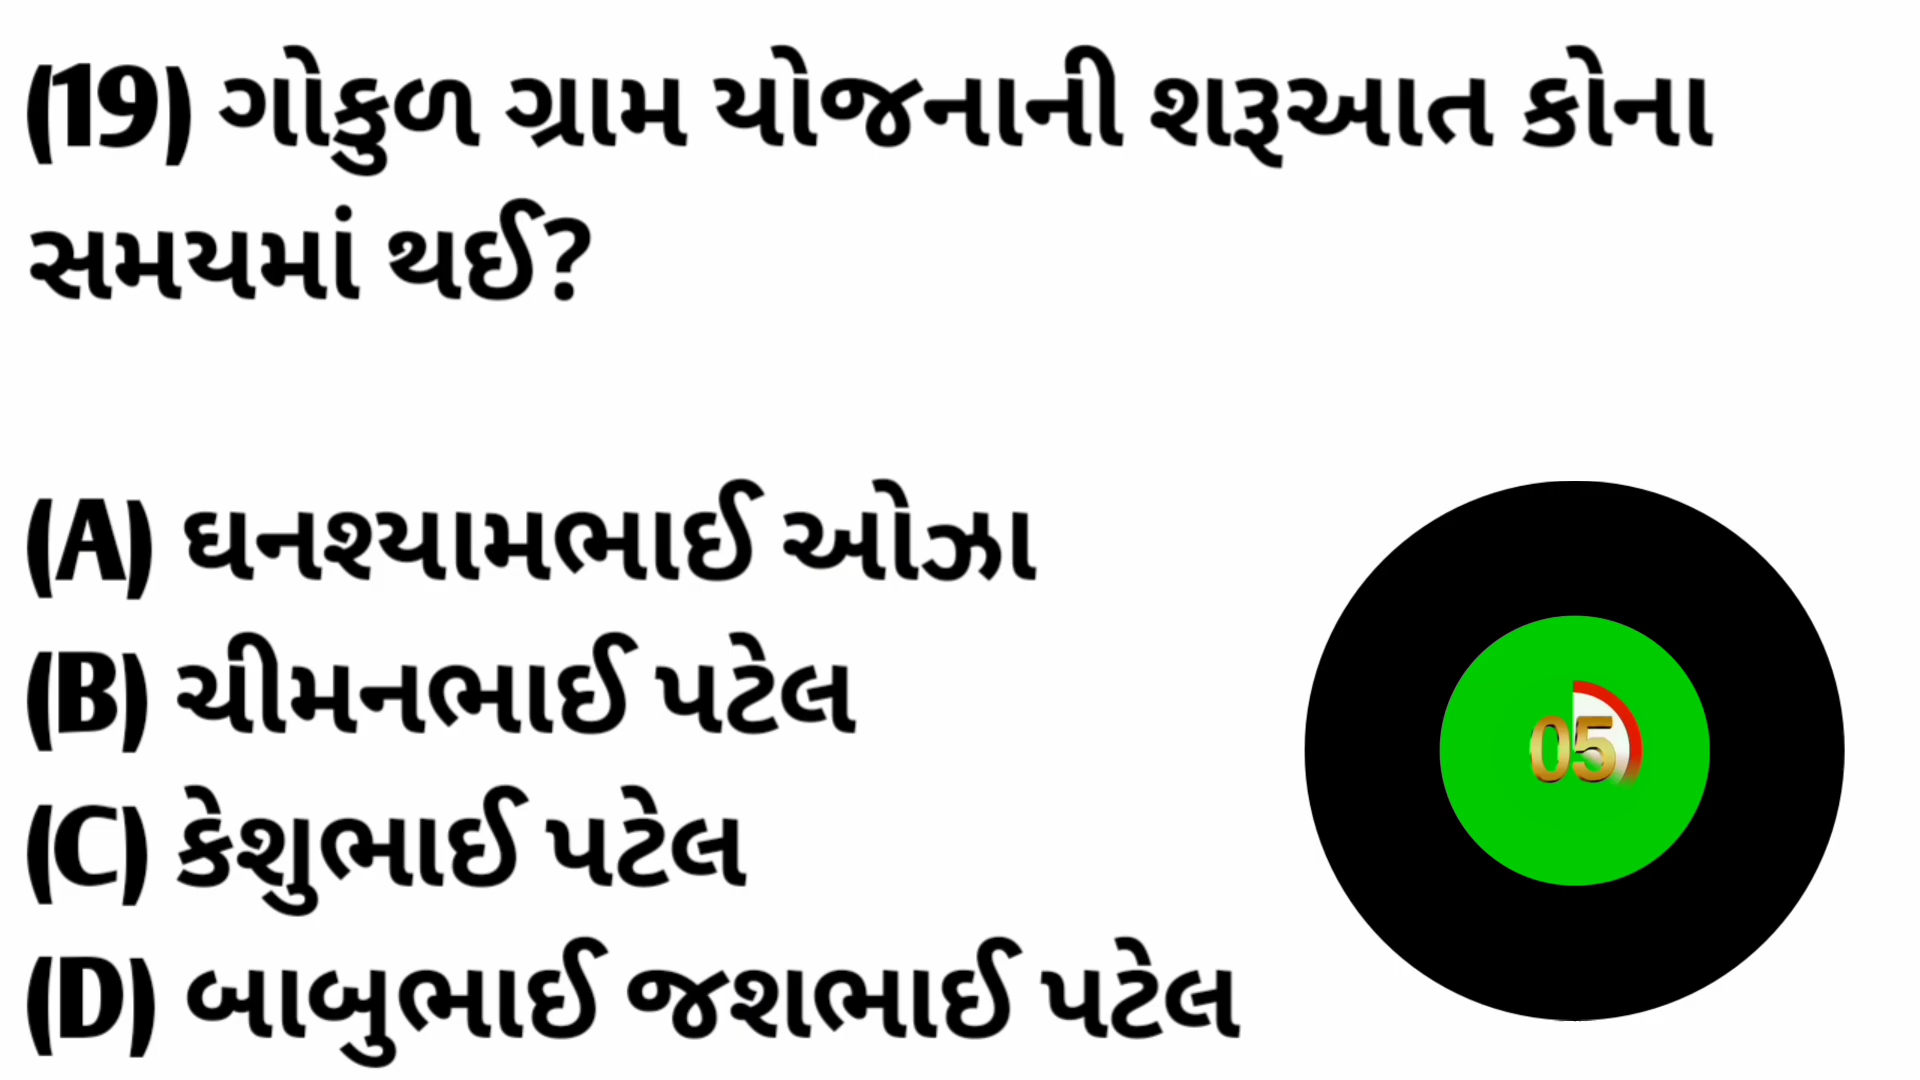 (19) ગોકુળ ગ્રામ યોજનાની શરૂઆત કોના
સમયમાં થઈ?
(A) ઘનશ્યામભાઈ ઓઝા
(B) ચીમનભાઈ પટેલ
(C) કેશુભાઈ પટેલ
(D) બાબુભાઈ જશભાઈ પટેલ
05